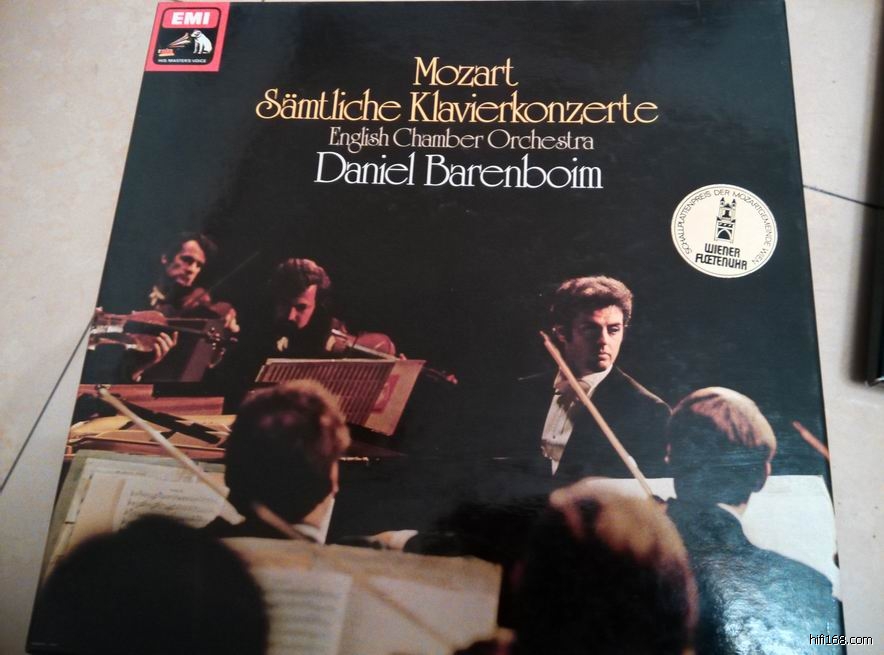 EMI
HIS MASTER'S VOICE
Mozart
Sämtliche Klavierkonzerte
English Chamber Orchestra
Daniel Barenboim
SCHALLPLATTENPREIS DER MOZARTGEMEINDE WIEN
WIENER
FLŒTENUHR
hifi168.com